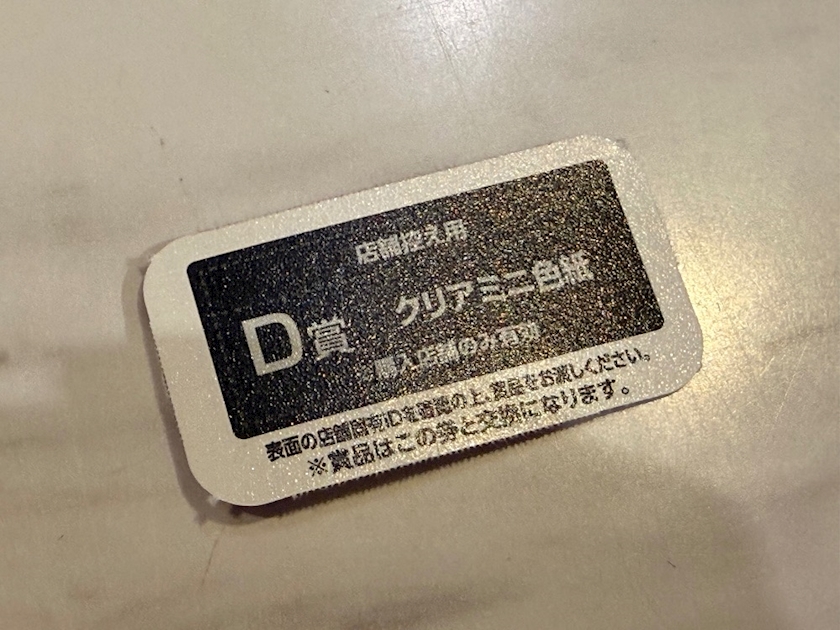 店舗控え用
D賞 クリアミニ色紙
購入店舗のみ有効
表面の店舗固有IDを確認の上、賞品をお渡しください。
※賞品はこの券と交換になります。